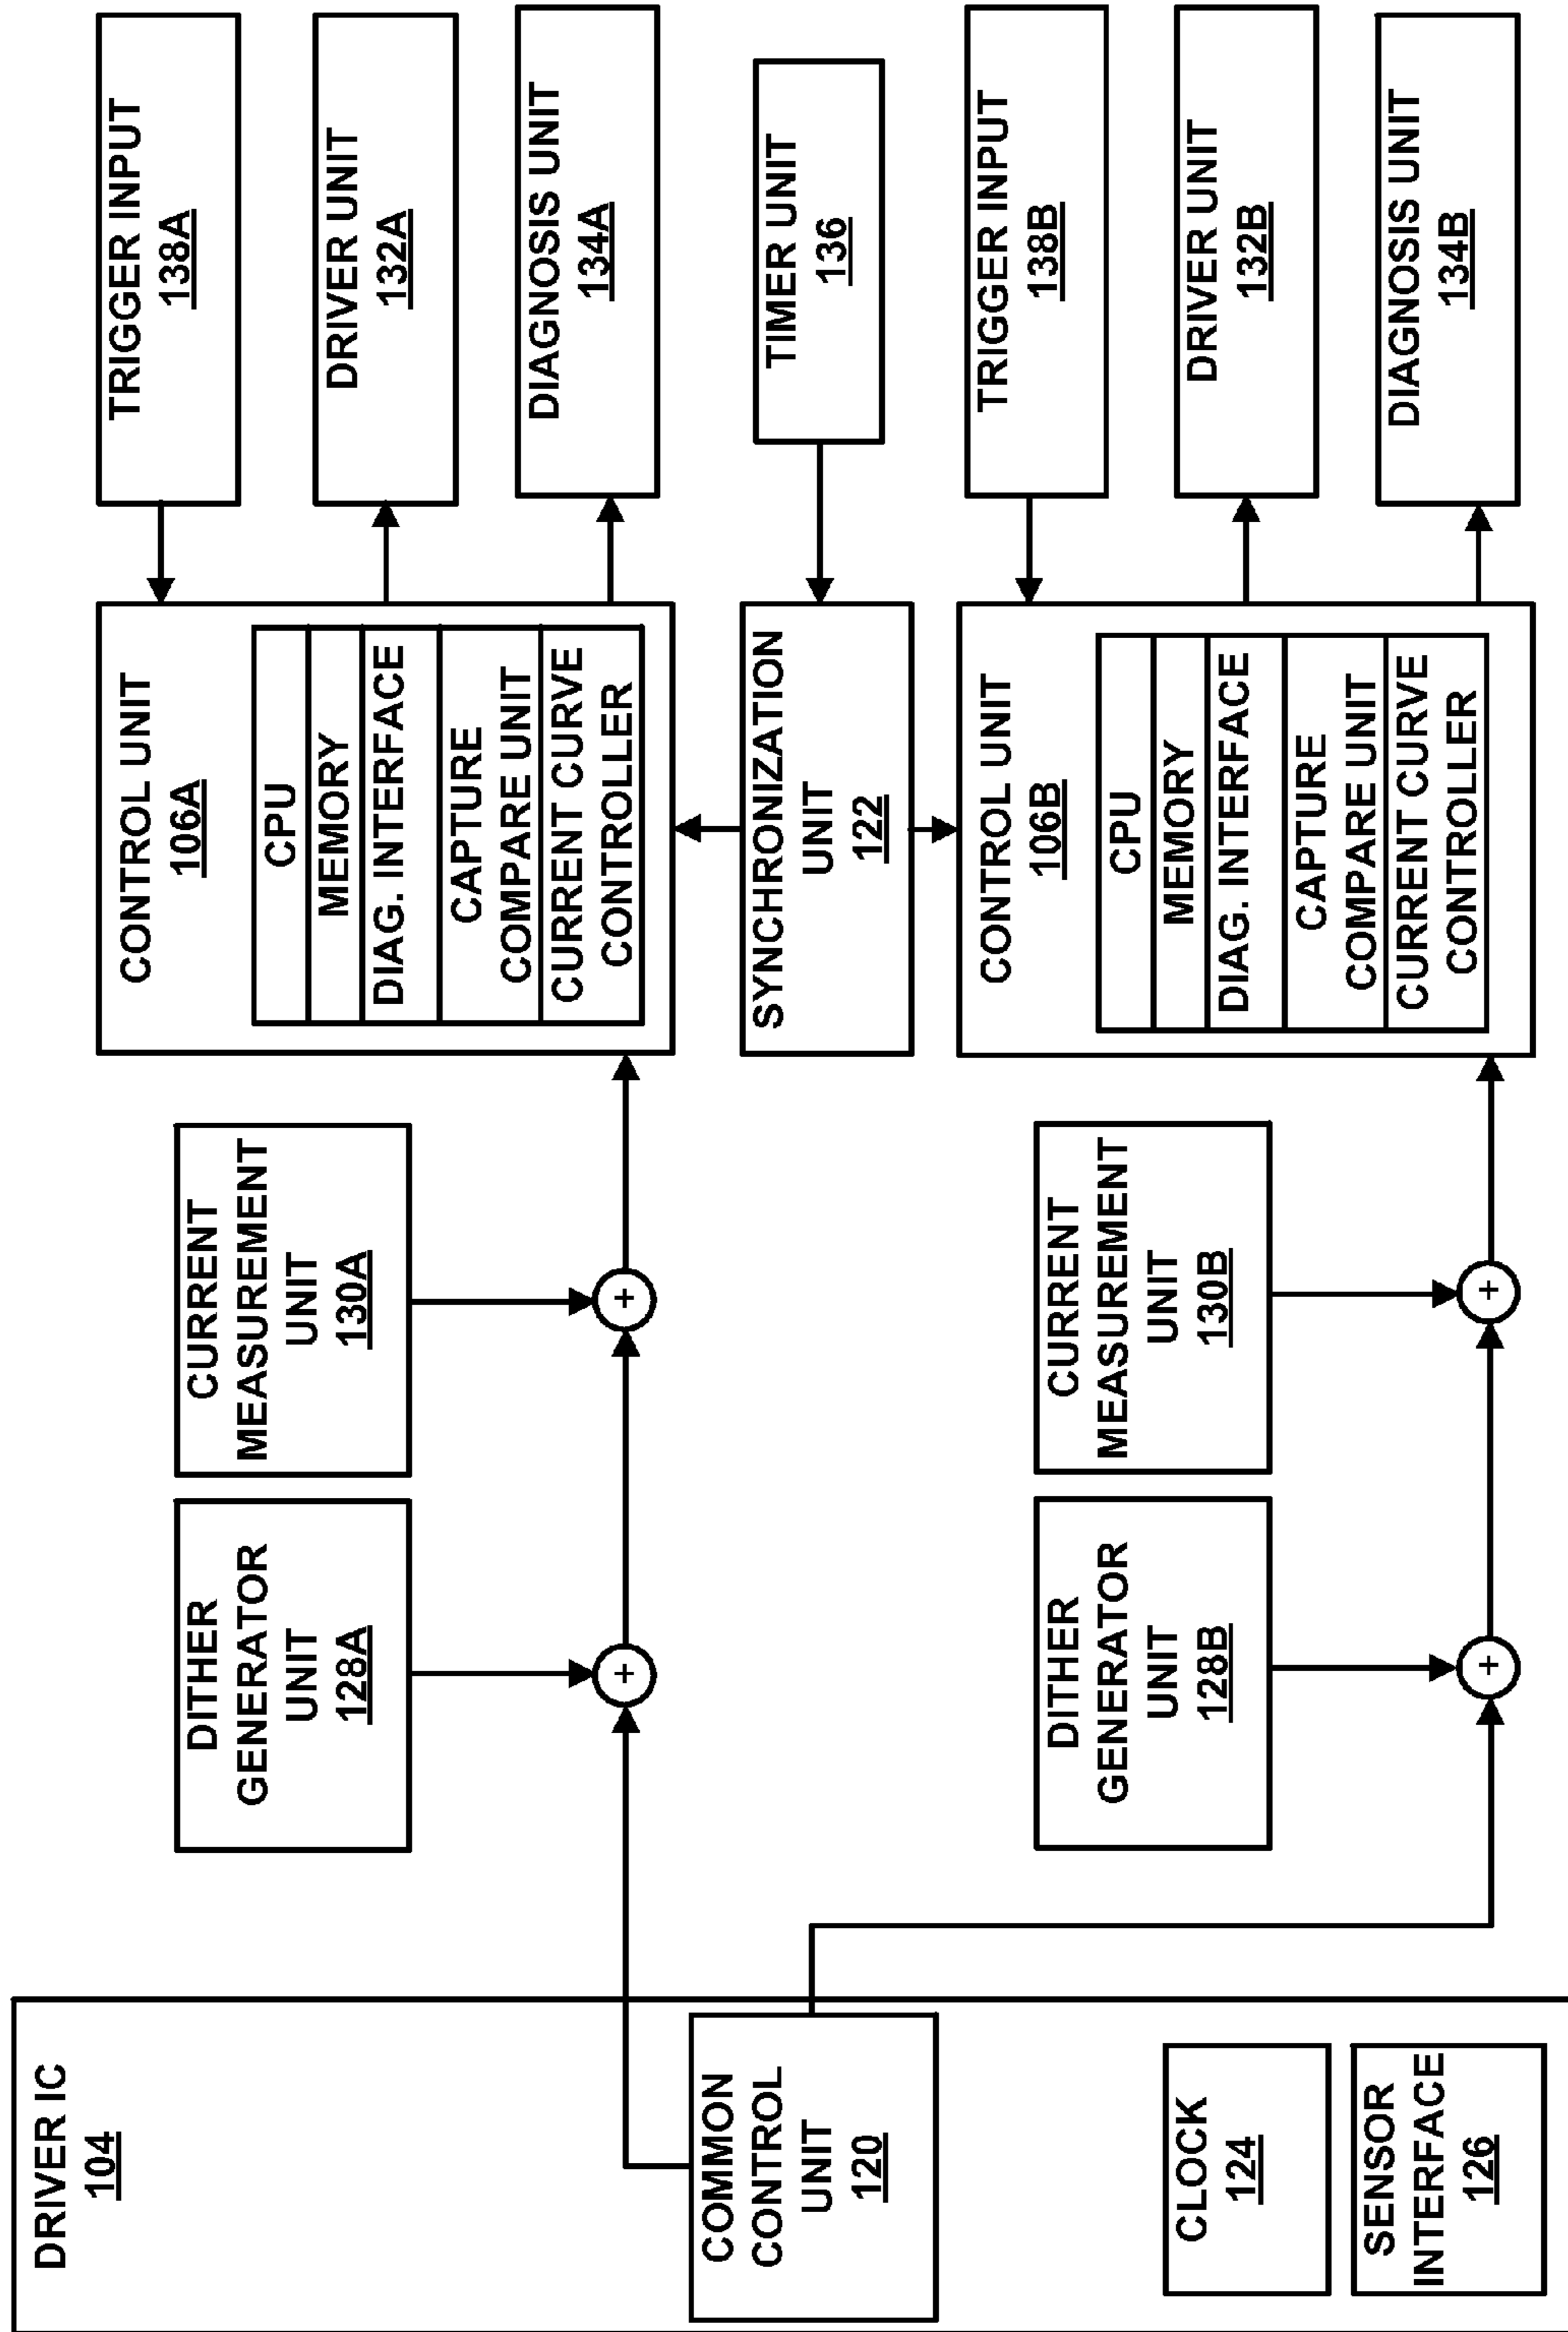 DRIVER IC
104
COMMON
CONTROL
UNIT
120
CLOCK
124
SENSOR
INTERFACE
126
DITHER
GENERATOR
UNIT
128A
+
CURRENT
MEASUREMENT
UNIT
130A
+
CONTROL UNIT
106A
CPU
MEMORY
DIAG. INTERFACE
CAPTURE
COMPARE UNIT
CURRENT CURVE
CONTROLLER
TRIGGER INPUT
138A
DRIVER UNIT
132A
DIAGNOSIS UNIT
134A
SYNCHRONIZATION
UNIT
122
TIMER UNIT
136
DITHER
GENERATOR
UNIT
128B
+
CURRENT
MEASUREMENT
UNIT
130B
+
CONTROL UNIT
106B
CPU
MEMORY
DIAG. INTERFACE
CAPTURE
COMPARE UNIT
CURRENT CURVE
CONTROLLER
TRIGGER INPUT
138B
DRIVER UNIT
132B
DIAGNOSIS UNIT
134B